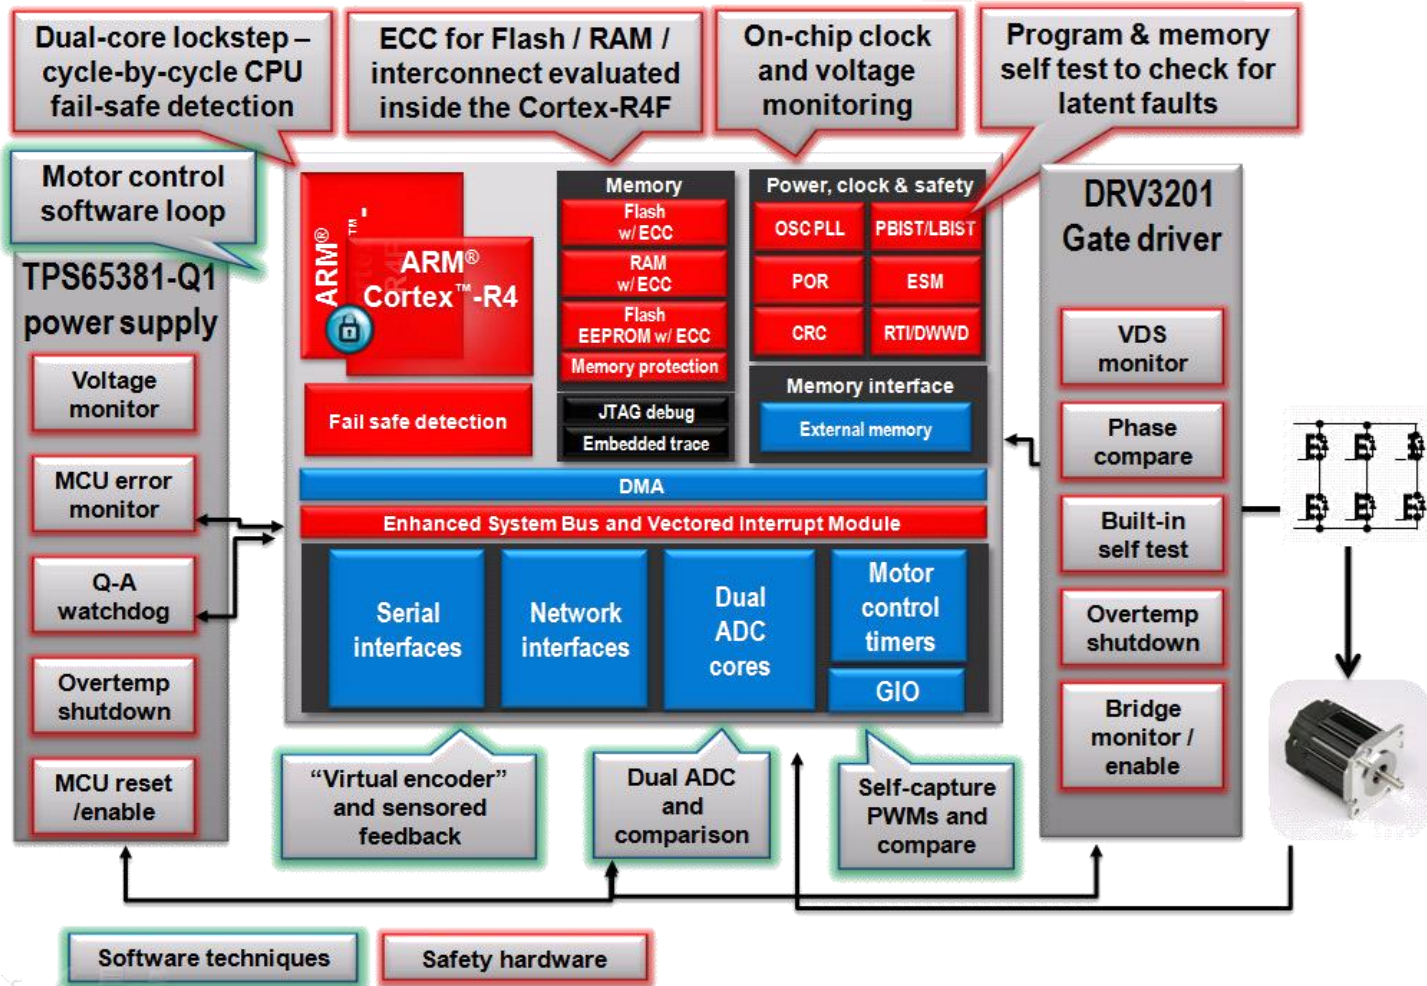 Dual-core lockstep –
cycle-by-cycle CPU
fail-safe detection
ECC for Flash / RAM /
interconnect evaluated
inside the Cortex-R4F
On-chip clock
and voltage
monitoring
Program & memory
self test to check for
latent faults
Motor control
software loop
TPS65381-Q1
power supply
Voltage
monitor
MCU error
monitor
Q-A
watchdog
Overtemp
shutdown
MCU reset
/enable
ARM®
ARM®
Cortex™-R4
Fail safe detection
Memory
Flash
w/ ECC
RAM
w/ ECC
Flash
EEPROM w/ ECC
Memory protection
JTAG debug
Embedded trace
Power, clock & safety
OSC PLL
PBIST/LBIST
POR
ESM
CRC
RTI/DWWD
Memory interface
External memory
DMA
Enhanced System Bus and Vectored Interrupt Module
Serial
interfaces
Network
interfaces
Dual
ADC
cores
Motor
control
timers
GIO
DRV3201
Gate driver
VDS
monitor
Phase
compare
Built-in
self test
Overtemp
shutdown
Bridge
monitor /
enable
“Virtual encoder”
and sensored
feedback
Dual ADC
and
comparison
Self-capture
PWMs and
compare
Software techniques
Safety hardware